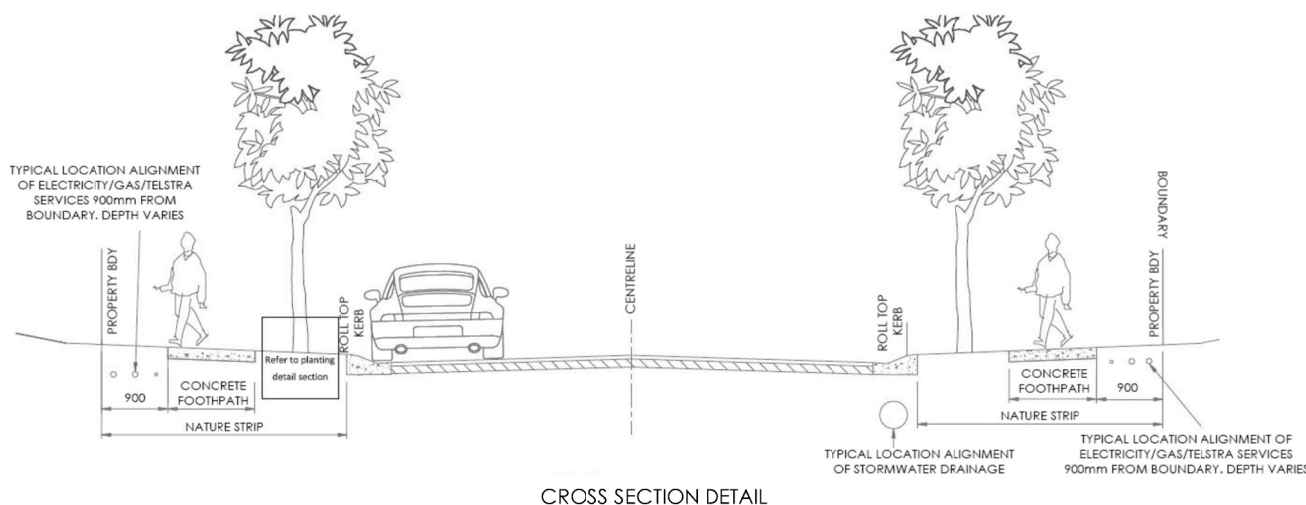 TYPICAL LOCATION ALIGNMENT
OF ELECTRICITY/GAS/TELSTRA
SERVICES 900mm FROM
BOUNDARY. DEPTH VARIES
PROPERTY BDY
ROLL TOP
KERB
CENTRELINE
ROLL TOP
KERB
BOUNDARY
PROPERTY BDY
Refer to planting
detail section
900
CONCRETE
FOOTPATH
NATURE STRIP
CONCRETE
FOOTPATH
900
NATURE STRIP
TYPICAL LOCATION ALIGNMENT
OF STORMWATER DRAINAGE
TYPICAL LOCATION ALIGNMENT OF
ELECTRICITY/GAS/TELSTRA SERVICES
900mm FROM BOUNDARY. DEPTH VARIES
CROSS SECTION DETAIL